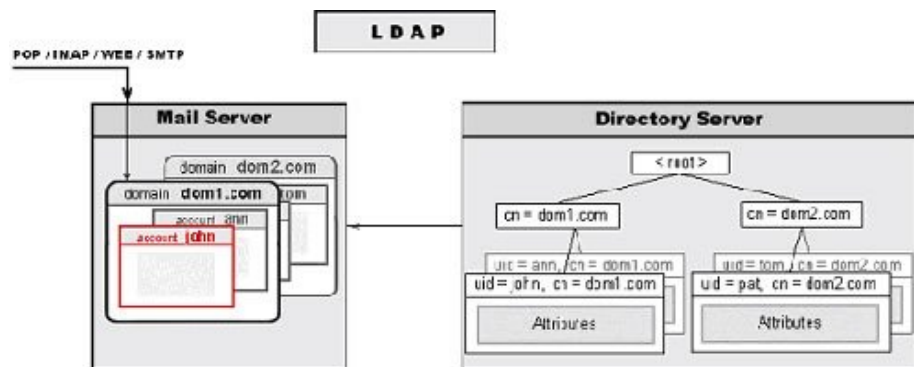 LDAP
POP / IMAP / WEB / SMTP
Mail Server
domain dom2.com
domain dom1.com
account ann
account john
Directory Server
< root >
cn = dom1.com
cn = dom2.com
uid = ann, cn = dom1.com
uid = john, cn = dom1.com
Attributes
uid = tom, cn = dom2.com
uid = pat, cn = dom2.com
Attributes